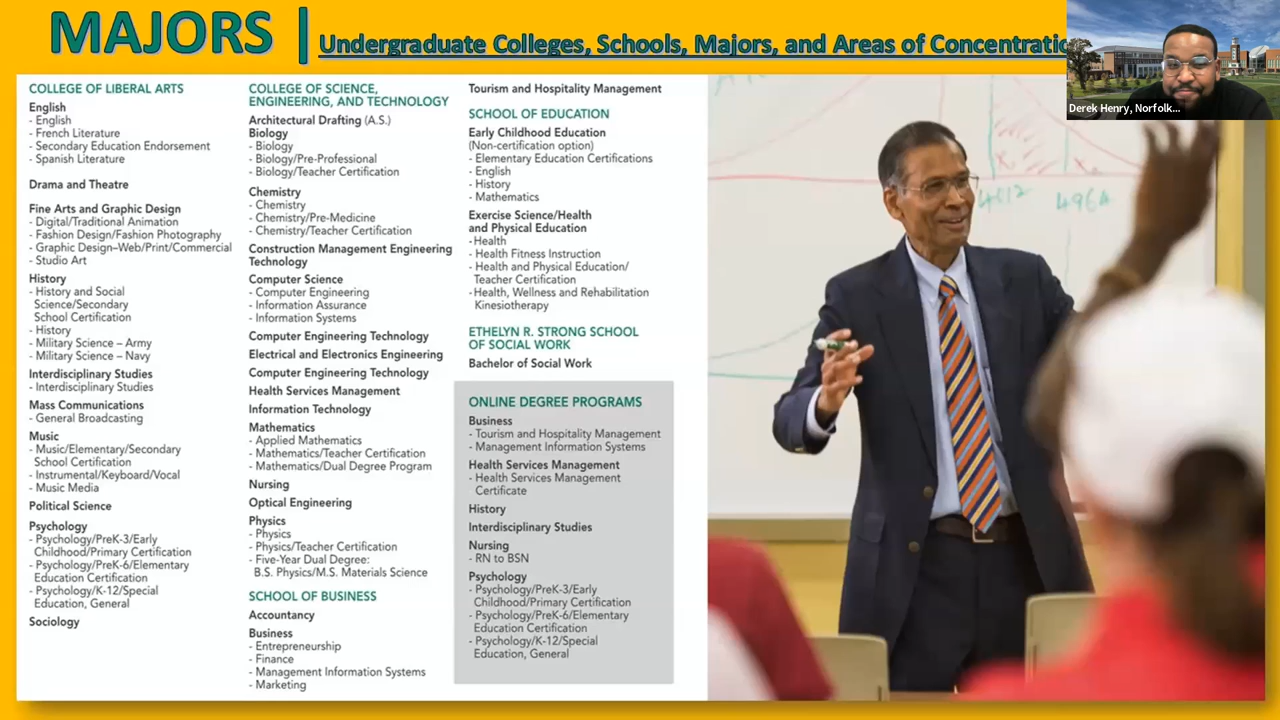 MAJORS |
Undergraduate Colleges, Schools, Majors, and Areas of
Derek Henry, Norfolk...
COLLEGE OF LIBERAL ARTS
English
- English
- French Literature
- Secondary Education Endorsement
- Spanish Literature
Drama and Theatre
Fine Arts and Graphic Design
- Digital/Traditional Animation
- Fashion Design/Fashion Photography
- Graphic Design–Web/Print/Commercial
- Studio Art
History
- History and Social
Science/Secondary
School Certification
- History
- Military Science – Army
- Military Science – Navy
Interdisciplinary Studies
- Interdisciplinary Studies
Mass Communications
- General Broadcasting
Music
- Music/Elementary/Secondary
School Certification
- Instrumental/Keyboard/Vocal
- Music Media
Political Science
Psychology
- Psychology/PreK-3/Early
Childhood/Primary Certification
- Psychology/PreK-6/Elementary
Education Certification
- Psychology/K-12/Special
Education, General
Sociology
COLLEGE OF SCIENCE,
ENGINEERING, AND TECHNOLOGY
Architectural Drafting (A.S.)
Biology
- Biology
- Biology/Pre-Professional
- Biology/Teacher Certification
Chemistry
- Chemistry
- Chemistry/Pre-Medicine
- Chemistry/Teacher Certification
Construction Management Engineering
Technology
Computer Science
- Computer Engineering
- Information Assurance
- Information Systems
Computer Engineering Technology
Electrical and Electronics Engineering
Computer Engineering Technology
Health Services Management
Information Technology
Mathematics
- Applied Mathematics
- Mathematics/Teacher Certification
- Mathematics/Dual Degree Program
Nursing
Optical Engineering
Physics
- Physics
- Physics/Teacher Certification
- Five-Year Dual Degree:
B.S. Physics/M.S. Materials Science
SCHOOL OF BUSINESS
Accountancy
Business
- Entrepreneurship
- Finance
- Management Information Systems
- Marketing
Tourism and Hospitality Management
SCHOOL OF EDUCATION
Early Childhood Education
(Non-certification option)
- Elementary Education Certifications
- English
- History
- Mathematics
Exercise Science/Health
and Physical Education
- Health
- Health Fitness Instruction
- Health and Physical Education/
Teacher Certification
- Health, Wellness and Rehabilitation
Kinesiotherapy
ETHELYN R. STRONG SCHOOL
OF SOCIAL WORK
Bachelor of Social Work
ONLINE DEGREE PROGRAMS
Business
- Tourism and Hospitality Management
- Management Information Systems
Health Services Management
- Health Services Management
Certificate
History
Interdisciplinary Studies
Nursing
- RN to BSN
Psychology
- Psychology/PreK-3/Early
Childhood/Primary Certification
- Psychology/PreK-6/Elementary
Education Certification
- Psychology/K-12/Special
Education, General